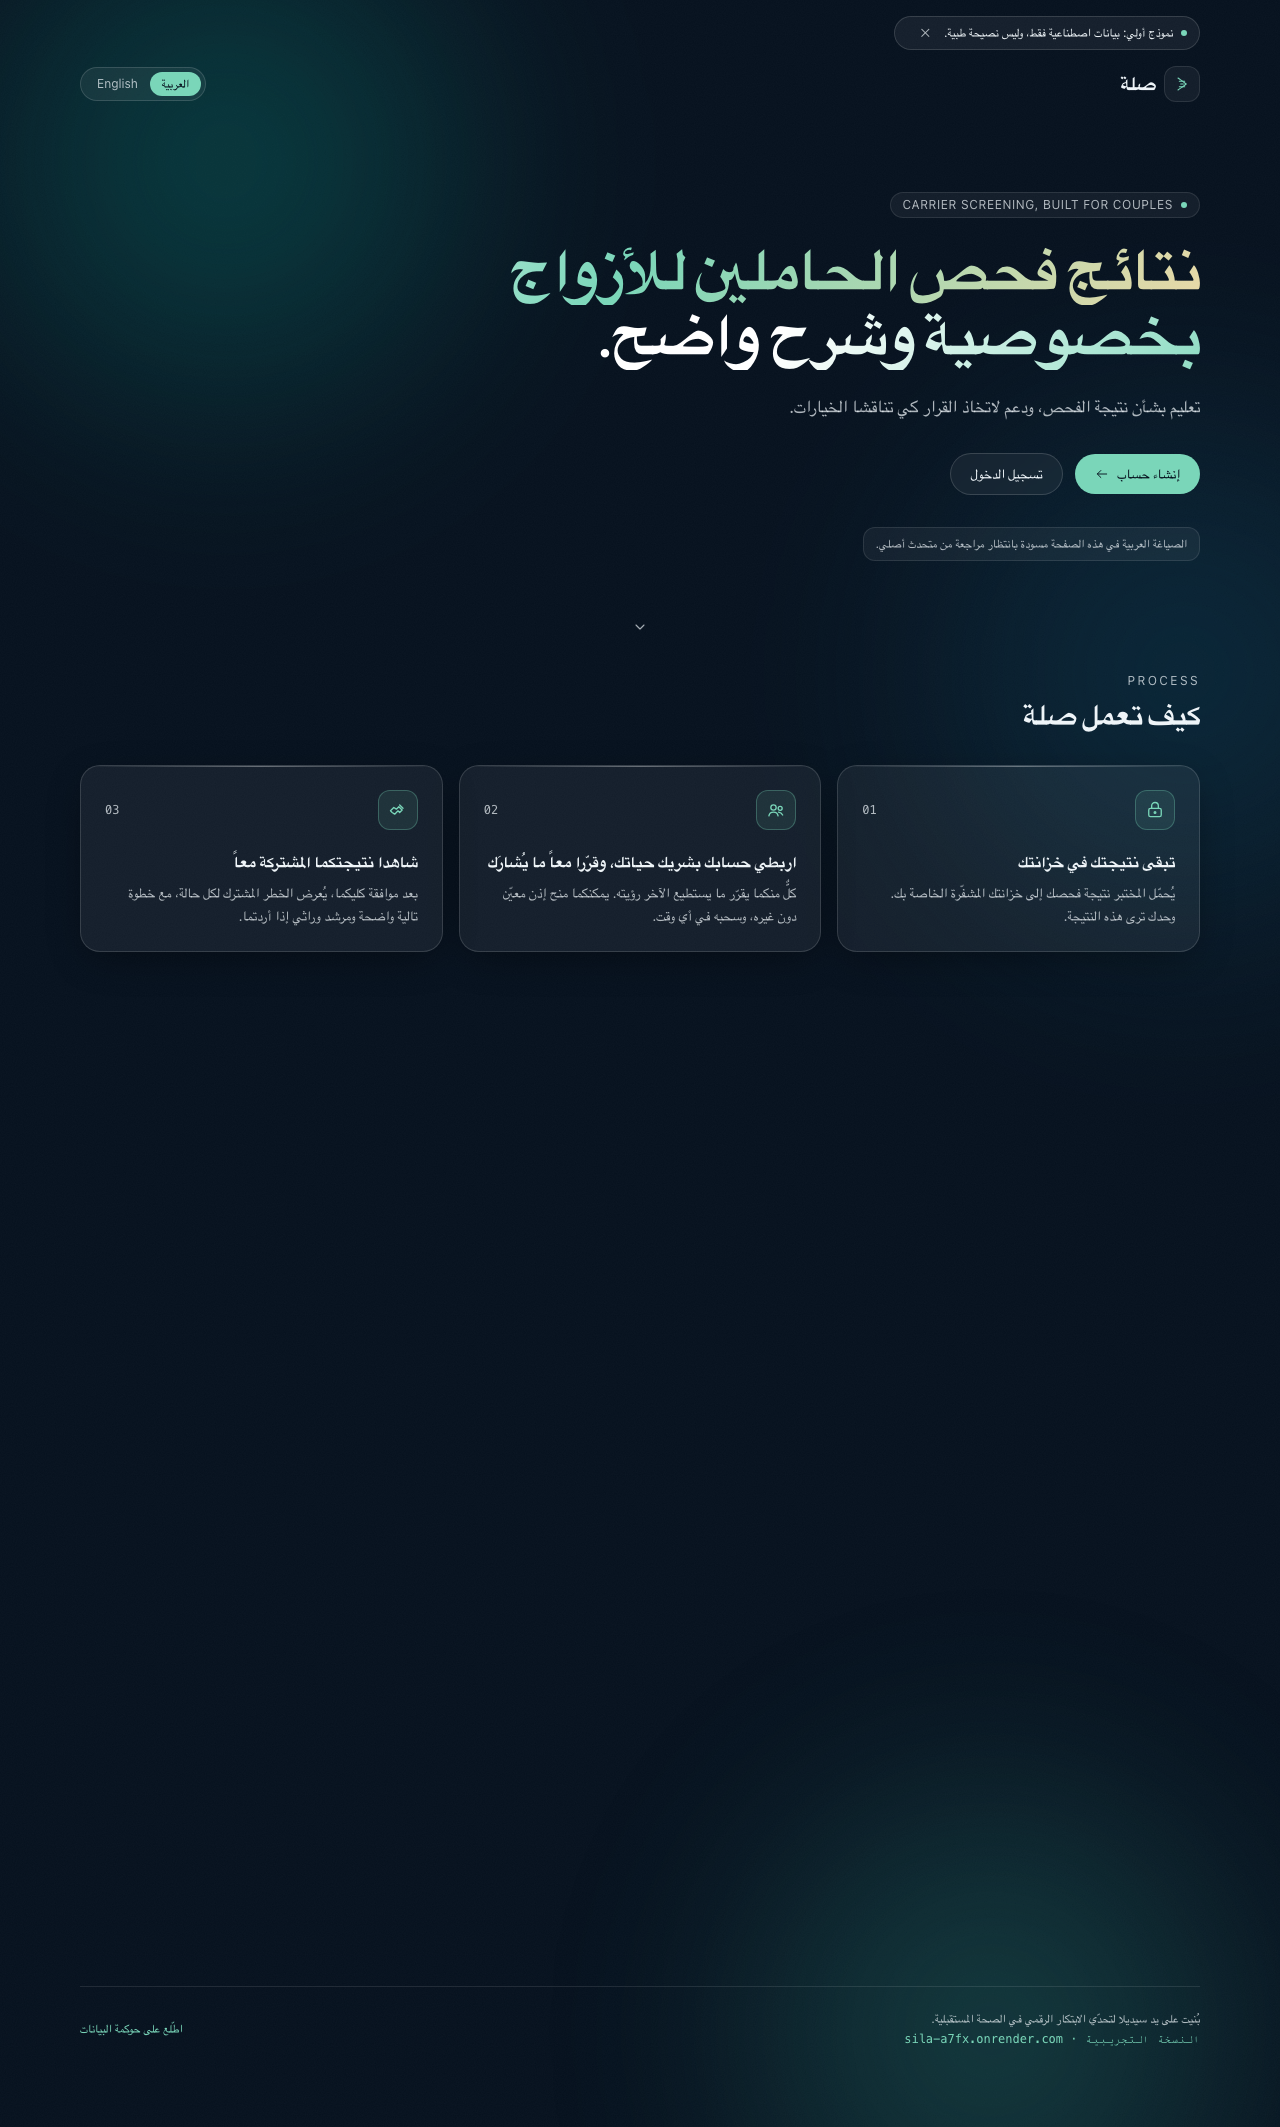 نموذج أولي: بيانات اصطناعية فقط، وليس نصيحة طبية.
صلة
العربية
English
CARRIER SCREENING, BUILT FOR COUPLES
نتائج فحص الحاملين للأزواج
بخصوصية وشرح واضح.
تعليم بشأن نتيجة الفحص، ودعم لاتخاذ القرار كي تناقشا الخيارات.
إنشاء حساب ←
تسجيل الدخول
الصياغة العربية في هذه الصفحة مسودة بانتظار مراجعة من متحدث أصلي.
PROCESS
كيف تعمل صلة
01
تبقى نتيجتك في خزانتك
يُحمّل المختبر نتيجة فحصك إلى خزانتك المشفّرة الخاصة بك.
وحدك ترى هذه النتيجة.
02
اربطي حسابك بشريك حياتك، وقرّرا معاً ما يُشارَك
كلٌّ منكما يقرّر ما يستطيع الآخر رؤيته. يمكنكما منح إذن معيّن
دون غيره، وسحبه في أي وقت.
03
شاهدا نتيجتكما المشتركة معاً
بعد موافقة كليكما، يُعرض الخطر المشترك لكل حالة، مع خطوة
تالية واضحة ومرشد وراثي إذا أردتما.
بُنيت على يد سيديلا لتحدّي الابتكار الرقمي في الصحة المستقبلية.
النسخة التجريبية · sila-a7fx.onrender.com
اطّلع على حوكمة البيانات